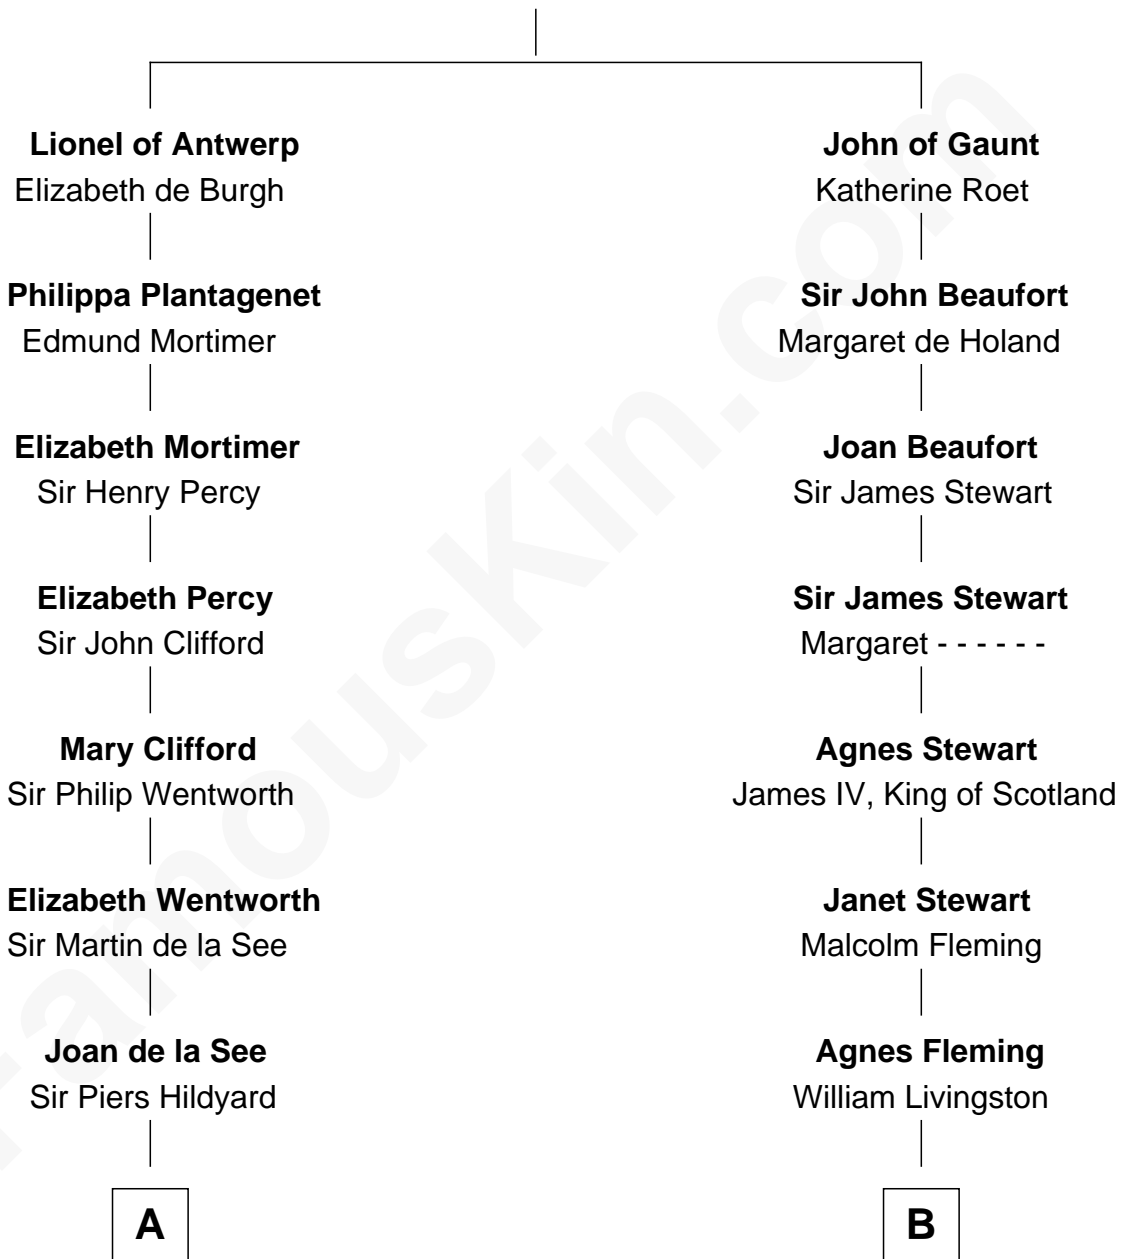 Lionel of Antwerp
Elizabeth de Burgh
Philippa Plantagenet
Edmund Mortimer
Elizabeth Mortimer
Sir Henry Percy
Elizabeth Percy
Sir John Clifford
Mary Clifford
Sir Philip Wentworth
Elizabeth Wentworth
Sir Martin de la See
Joan de la See
Sir Piers Hildyard
A
John of Gaunt
Katherine Roet
Sir John Beaufort
Margaret de Holand
Joan Beaufort
Sir James Stewart
Sir James Stewart
Margaret - - - - - -
Agnes Stewart
James IV, King of Scotland
Janet Stewart
Malcolm Fleming
Agnes Fleming
William Livingston
B
FamousKin.com